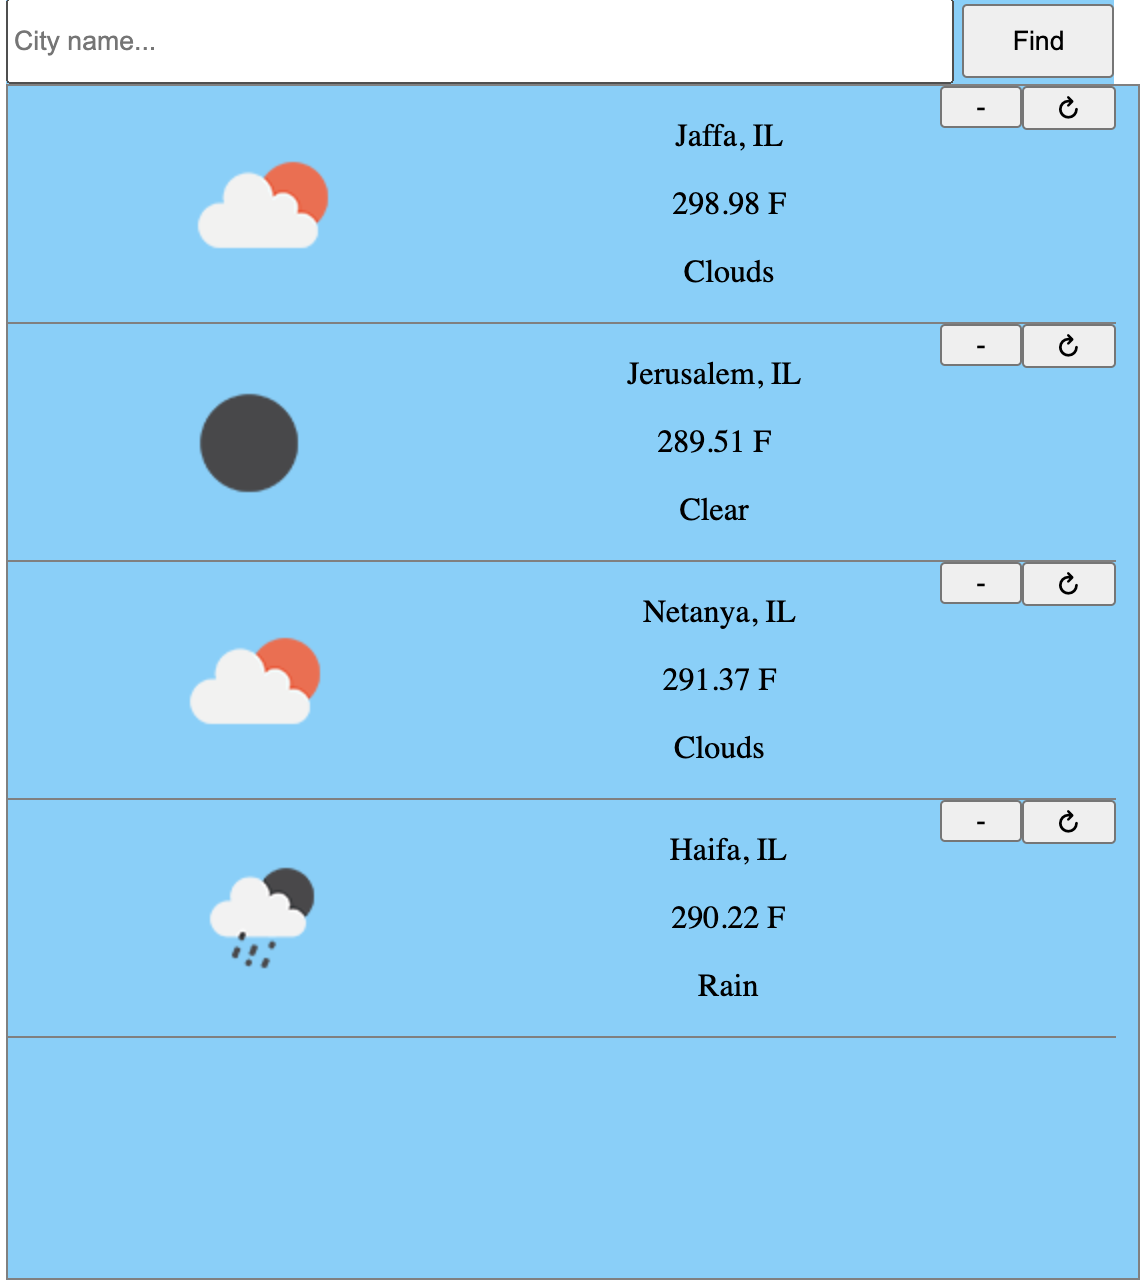 City name...
Find
- ↻
Jaffa, IL
298.98 F
Clouds
- ↻
Jerusalem, IL
289.51 F
Clear
- ↻
Netanya, IL
291.37 F
Clouds
- ↻
Haifa, IL
290.22 F
Rain